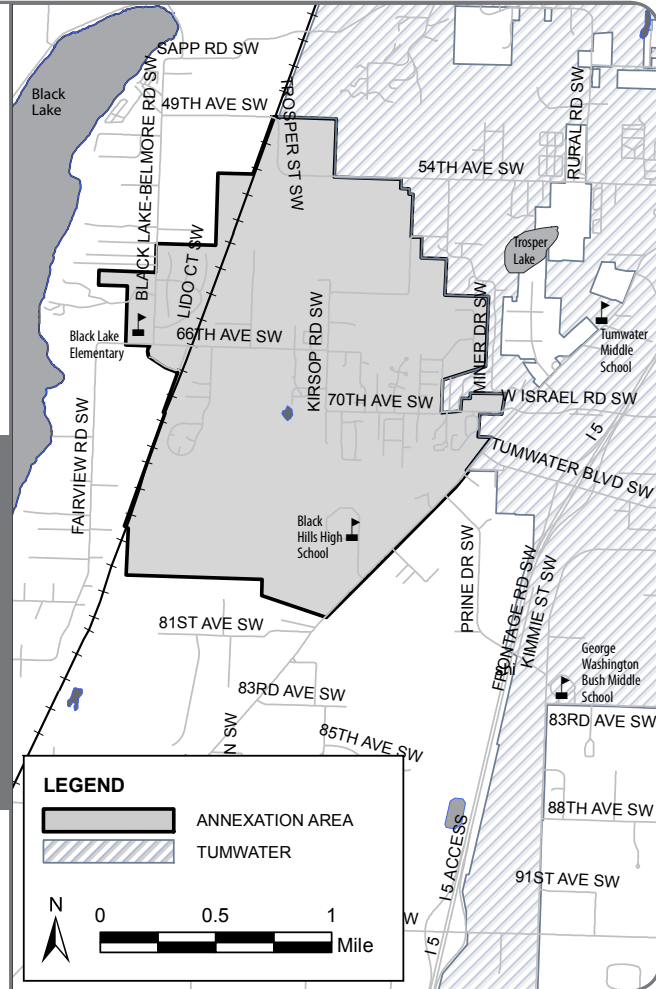 SAPP RD SW
Black
Lake
BLACK LAKE-BELMORE RD SW
49TH AVE SW
TROSPER ST SW
RURAL RD SW
54TH AVE SW
Trosper
Lake
LIDO CT SW
KIRSOP RD SW
MINER DR SW
66TH AVE SW
Black Lake
Elementary
Tumwater
Middle
School
70TH AVE SW
W ISRAEL RD SW
I 5
FAIRVIEW RD SW
TUMWATER BLVD SW
Black
Hills High
School
PRINE DR SW
FRONTAGE RD SW
KIMMIE ST SW
81ST AVE SW
George
Washington
Bush Middle
School
83RD AVE SW
83RD AVE SW
N SW
85TH AVE SW
88TH AVE SW
I 5 ACCESS
91ST AVE SW
W
I 5
LEGEND
ANNEXATION AREA
TUMWATER
N
0 0.5 1
Mile